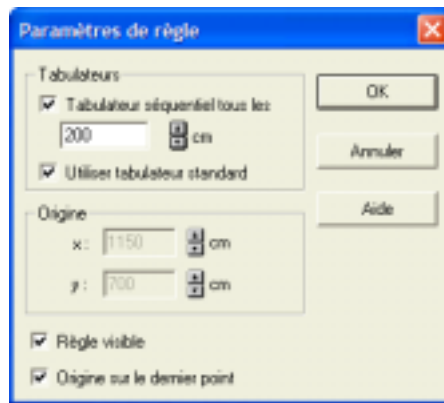 Paramètres de règle
Tabulateurs
Tabulateur séquentiel tous les
200 cm
Utiliser tabulateur standard
OK
Annuler
Aide
Origine
x: 1150 cm
y: 700 cm
Règle visible
Origine sur le dernier point